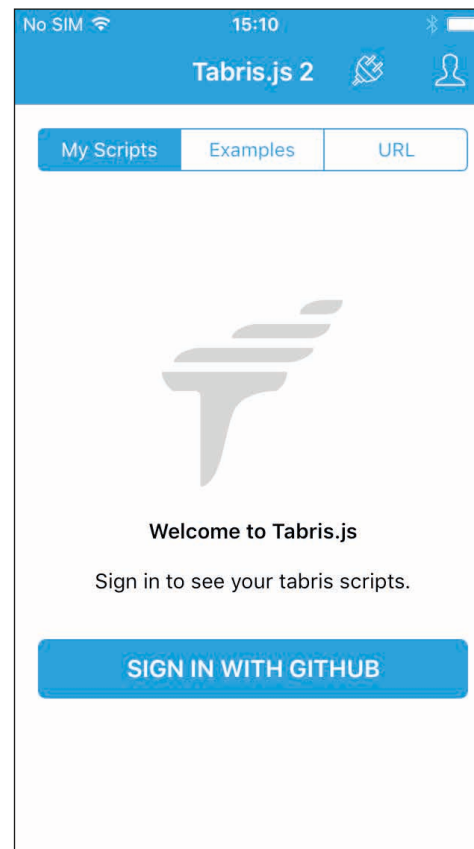 No SIM 15:10
Tabris.js 2
My Scripts Examples URL
Welcome to Tabris.js
Sign in to see your tabris scripts.
SIGN IN WITH GITHUB